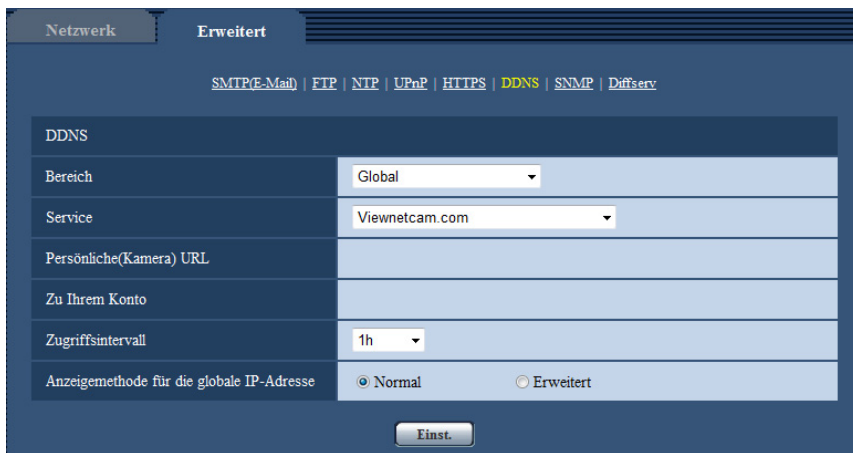 Netzwerk Erweitert
SMTP(E-Mail) | FTP | NTP | UPnP | HTTPS | DDNS | SNMP | Diffserv
DDNS
Bereich Global
Service Viewnetcam.com
Persönliche(Kamera) URL
Zu Ihrem Konto
Zugriffsintervall 1h
Anzeigemethode für die globale IP-Adresse Normal Erweitert
Einst.